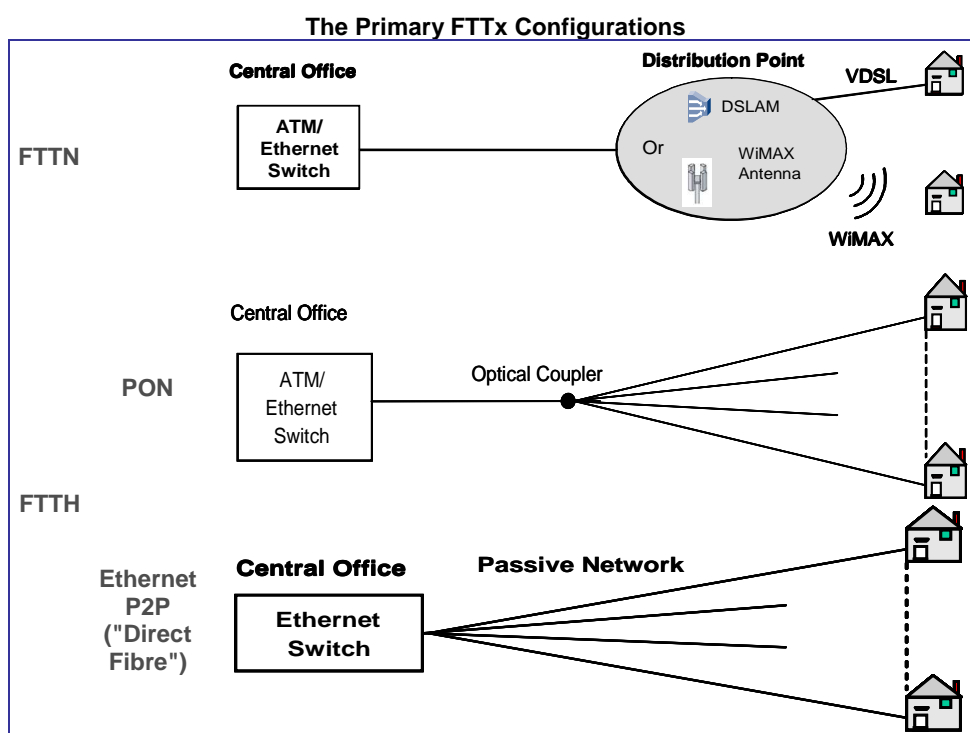 The Primary FTTx Configurations
Central Office
Distribution Point
VDSL
DSLAM
ATM/
Ethernet
Switch
FTTN
Or
WiMAX
Antenna
WiMAX
Central Office
PON
ATM/
Ethernet
Switch
Optical Coupler
FTTH
Ethernet
P2P
("Direct
Fibre")
Central Office
Passive Network
Ethernet
Switch